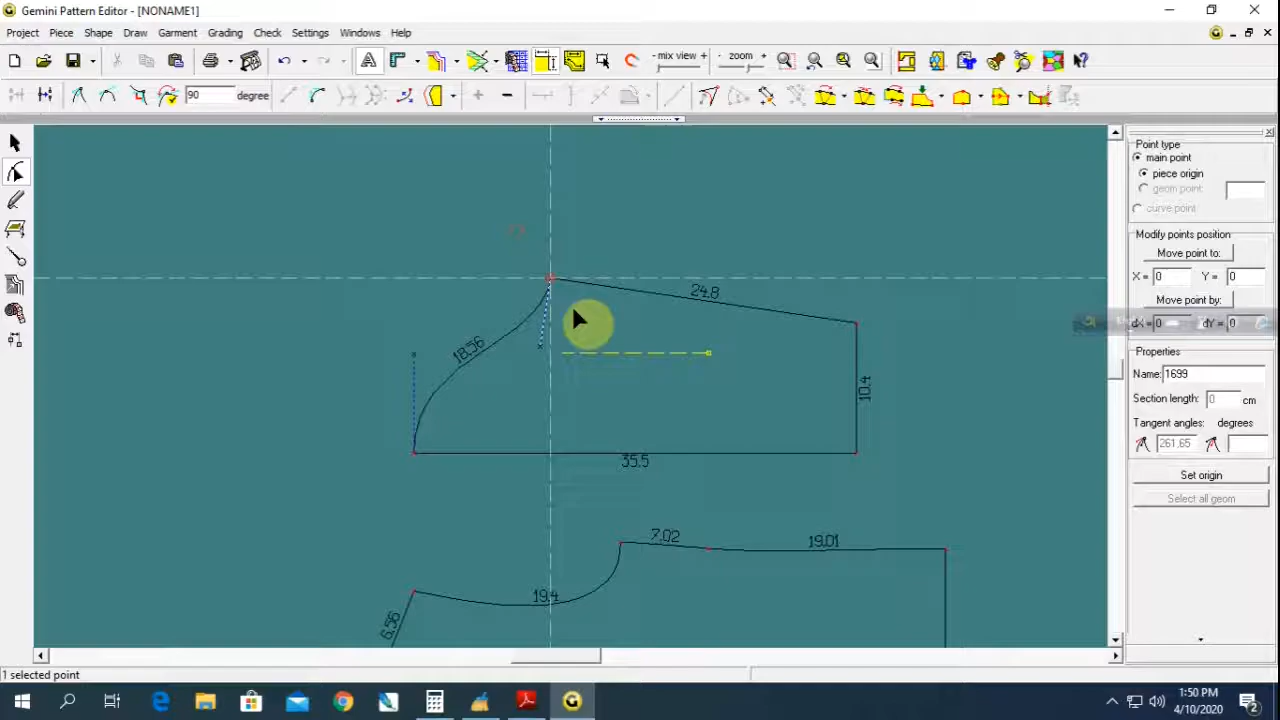 Gemini Pattern Editor - [NONAME1]
Project Piece Shape Draw Garment Grading Check Settings Windows Help
- mix view + - zoom +
90 degree
Point type
main point
piece origin
geom point:
curve point
Modify points position
Move point to:
X = 0 Y = 0
Move point by:
dX = 0 dY = 0
Properties
Name: 1699
Section length: 0 cm
Tangent angles: degrees
261,65
Set origin
Select all geom
24.8
18.56
10.4
35.5
7.02
19.01
19.4
6.56
1 selected point
1:50 PM
4/10/2020
2